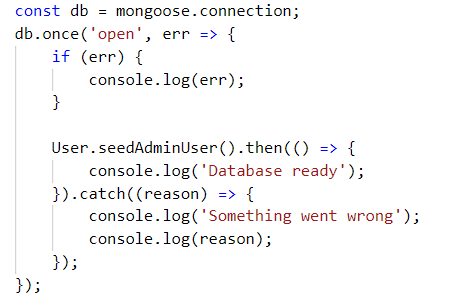 const db = mongoose.connection;
db.once('open', err => {
    if (err) {
        console.log(err);
    }

    User.seedAdminUser().then(() => {
        console.log('Database ready');
    }).catch((reason) => {
        console.log('Something went wrong');
        console.log(reason);
    });
});